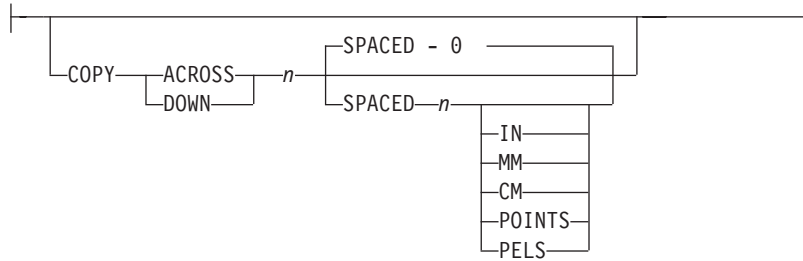 SPACED - 0
COPY ACROSS n
DOWN SPACED n
IN
MM
CM
POINTS
PELS